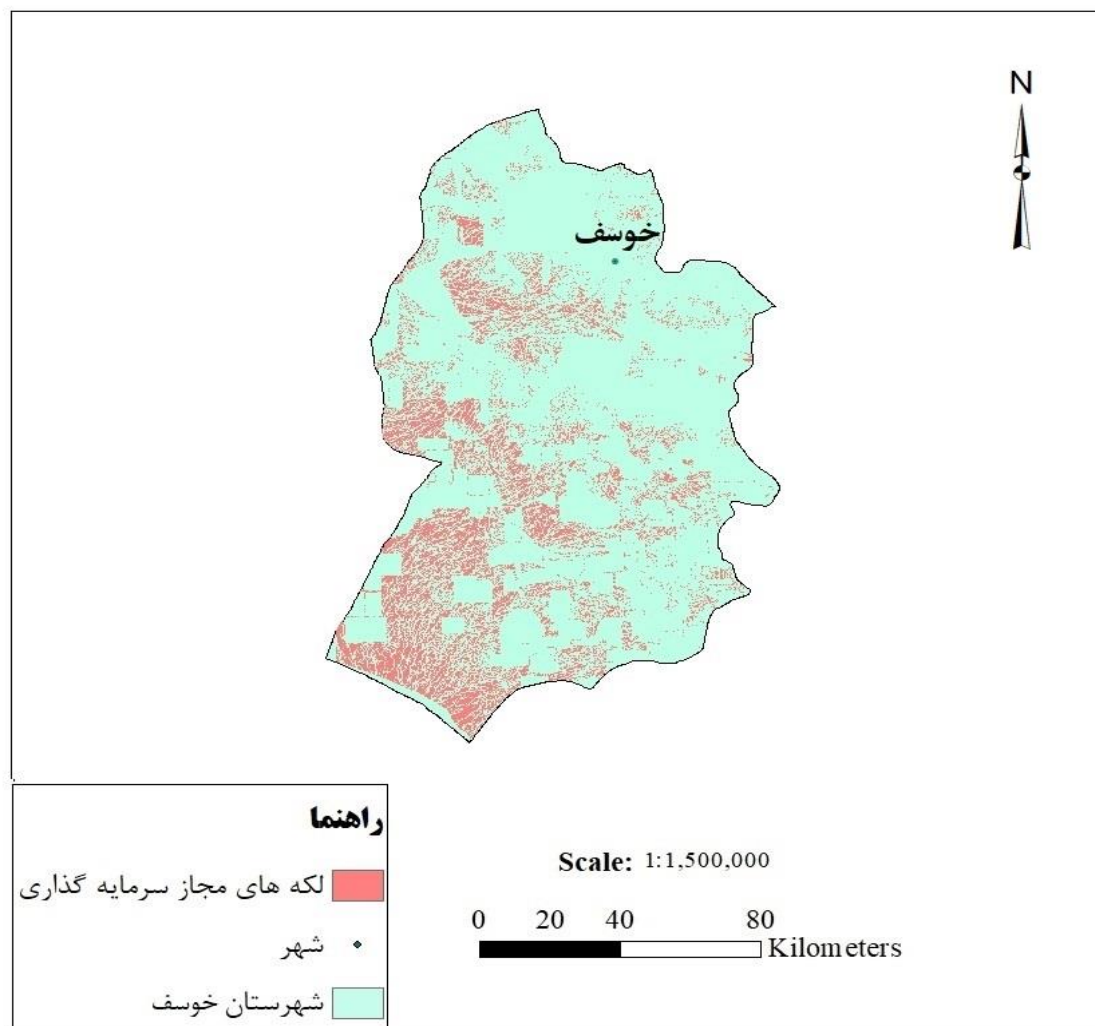 N
خوسف
راهنما
لکه های مجاز سرمایه گذاری
شهر
شهرستان خوسف
Scale: 1:1,500,000
0 20 40 80
Kilometers